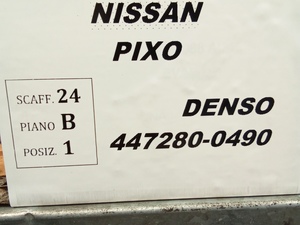 NISSAN
PIXO
SCAFF. 24
PIANO B
POSIZ. 1
DENSO
447280-0490